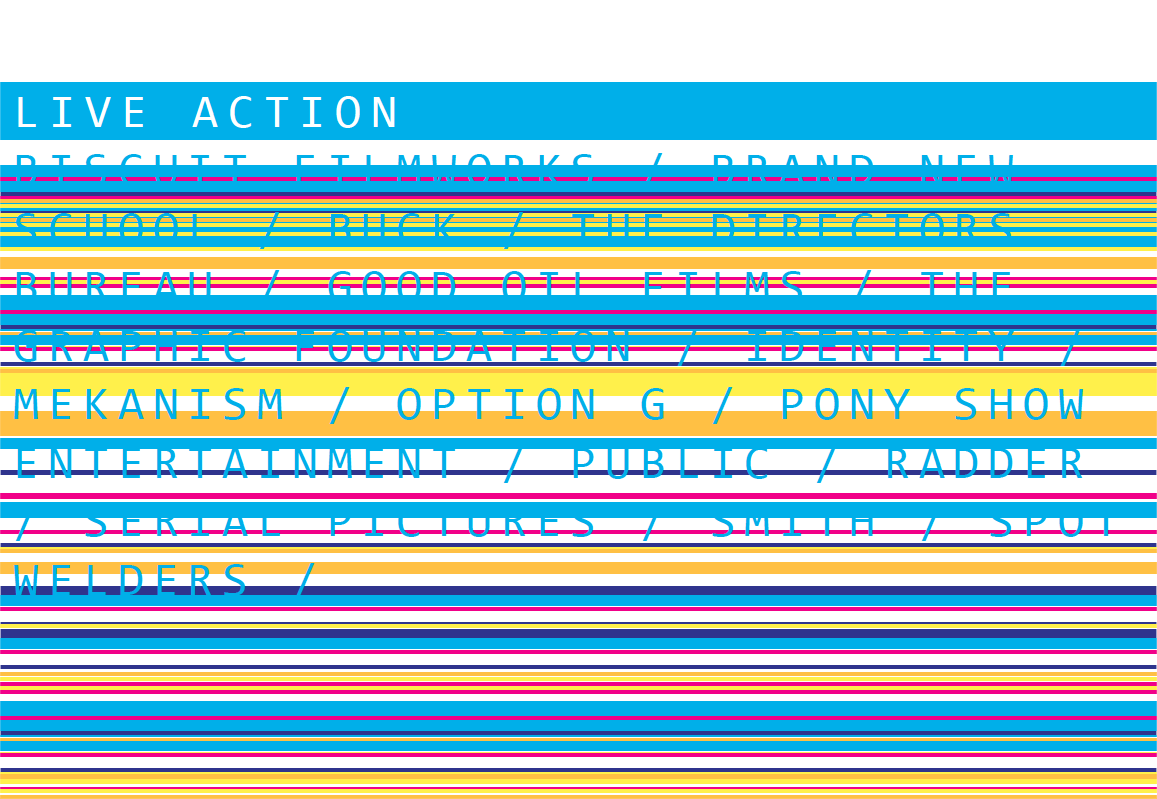 LIVE ACTION
BISCUIT FILMWORKS / BRAND NEW
SCHOOL / BUCK / THE DIRECTORS
BUREAU / GOOD OIL FILMS / THE
GRAPHIC FOUNDATION / IDENTITY /
MEKANISM / OPTION G / PONY SHOW
ENTERTAINMENT / PUBLIC / RADDER
/ SERIAL PICTURES / SMITH / SPOT
WELDERS /